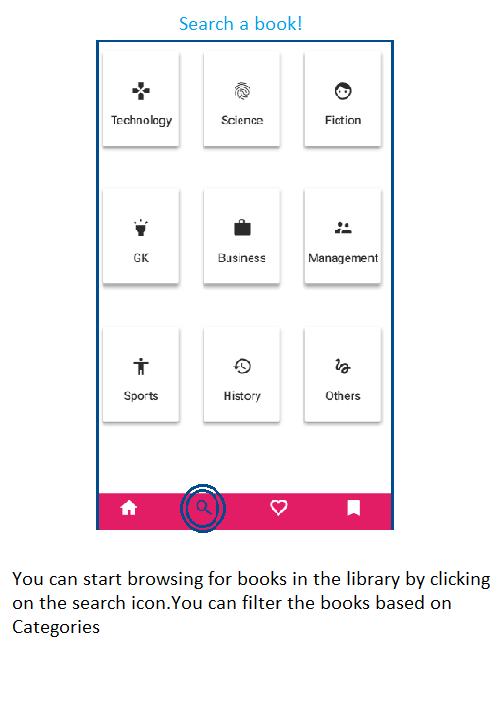 Search a book!
Technology Science Fiction
GK Business Management
Sports History Others
You can start browsing for books in the library by clicking
on the search icon.You can filter the books based on
Categories